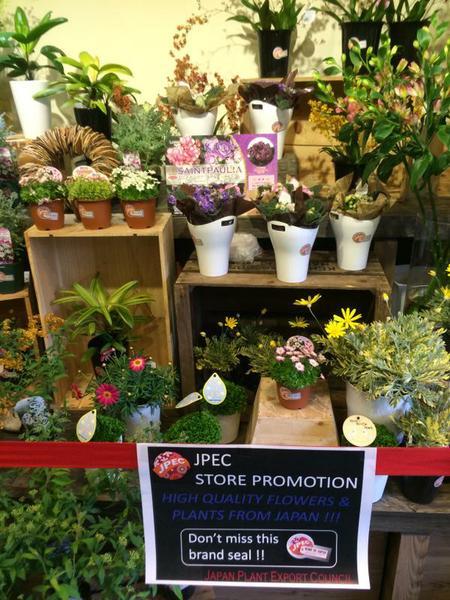 SAINTPAULIA
JPEC
JPEC
STORE PROMOTION
HIGH QUALITY FLOWERS &
PLANTS FROM JAPAN !!!
Don't miss this
brand seal !!
JAPAN PLANT EXPORT COUNCIL